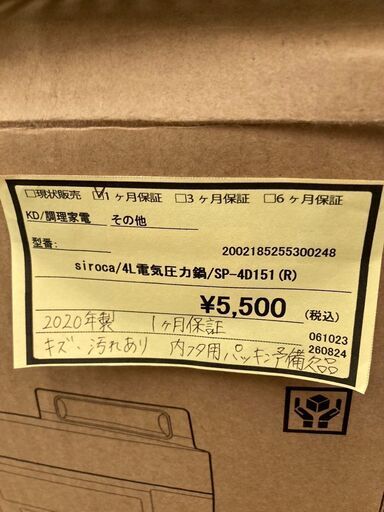 □現状販売 ☑1ヶ月保証 □3ヶ月保証 □6ヶ月保証
KD/調理家電 その他
型番:
2002185255300248
siroca/4L電気圧力鍋/SP-4D151(R)
¥5,500 (税込)
2020年製 1ヶ月保証 061023
キズ、汚れあり 内フタ用パッキン予備欠品 260824